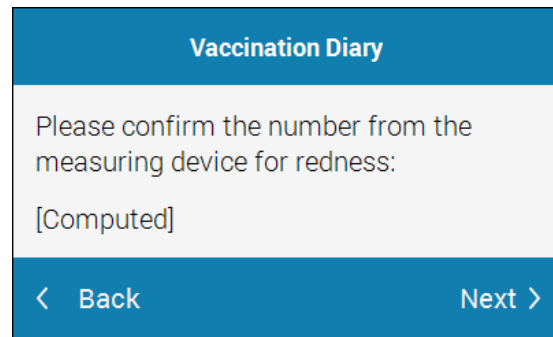 Vaccination Diary
Please confirm the number from the
measuring device for redness:
[Computed]
Back
Next